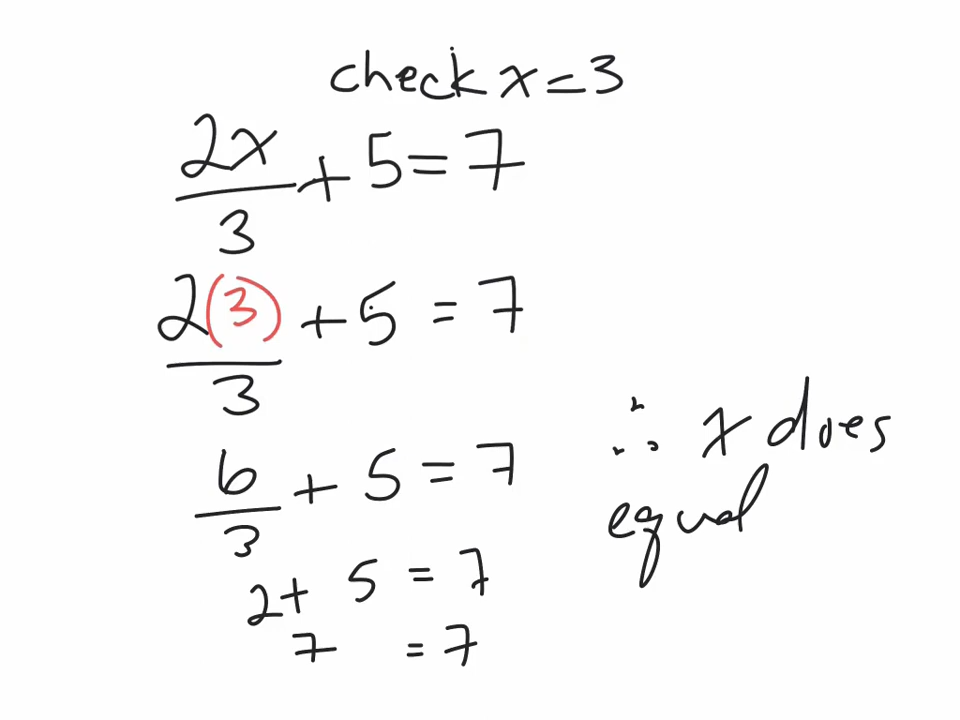 check x=3
2x/3 + 5 = 7
2(3)/3 + 5 = 7
6/3 + 5 = 7
2 + 5 = 7
7 = 7
∴ x does
equal